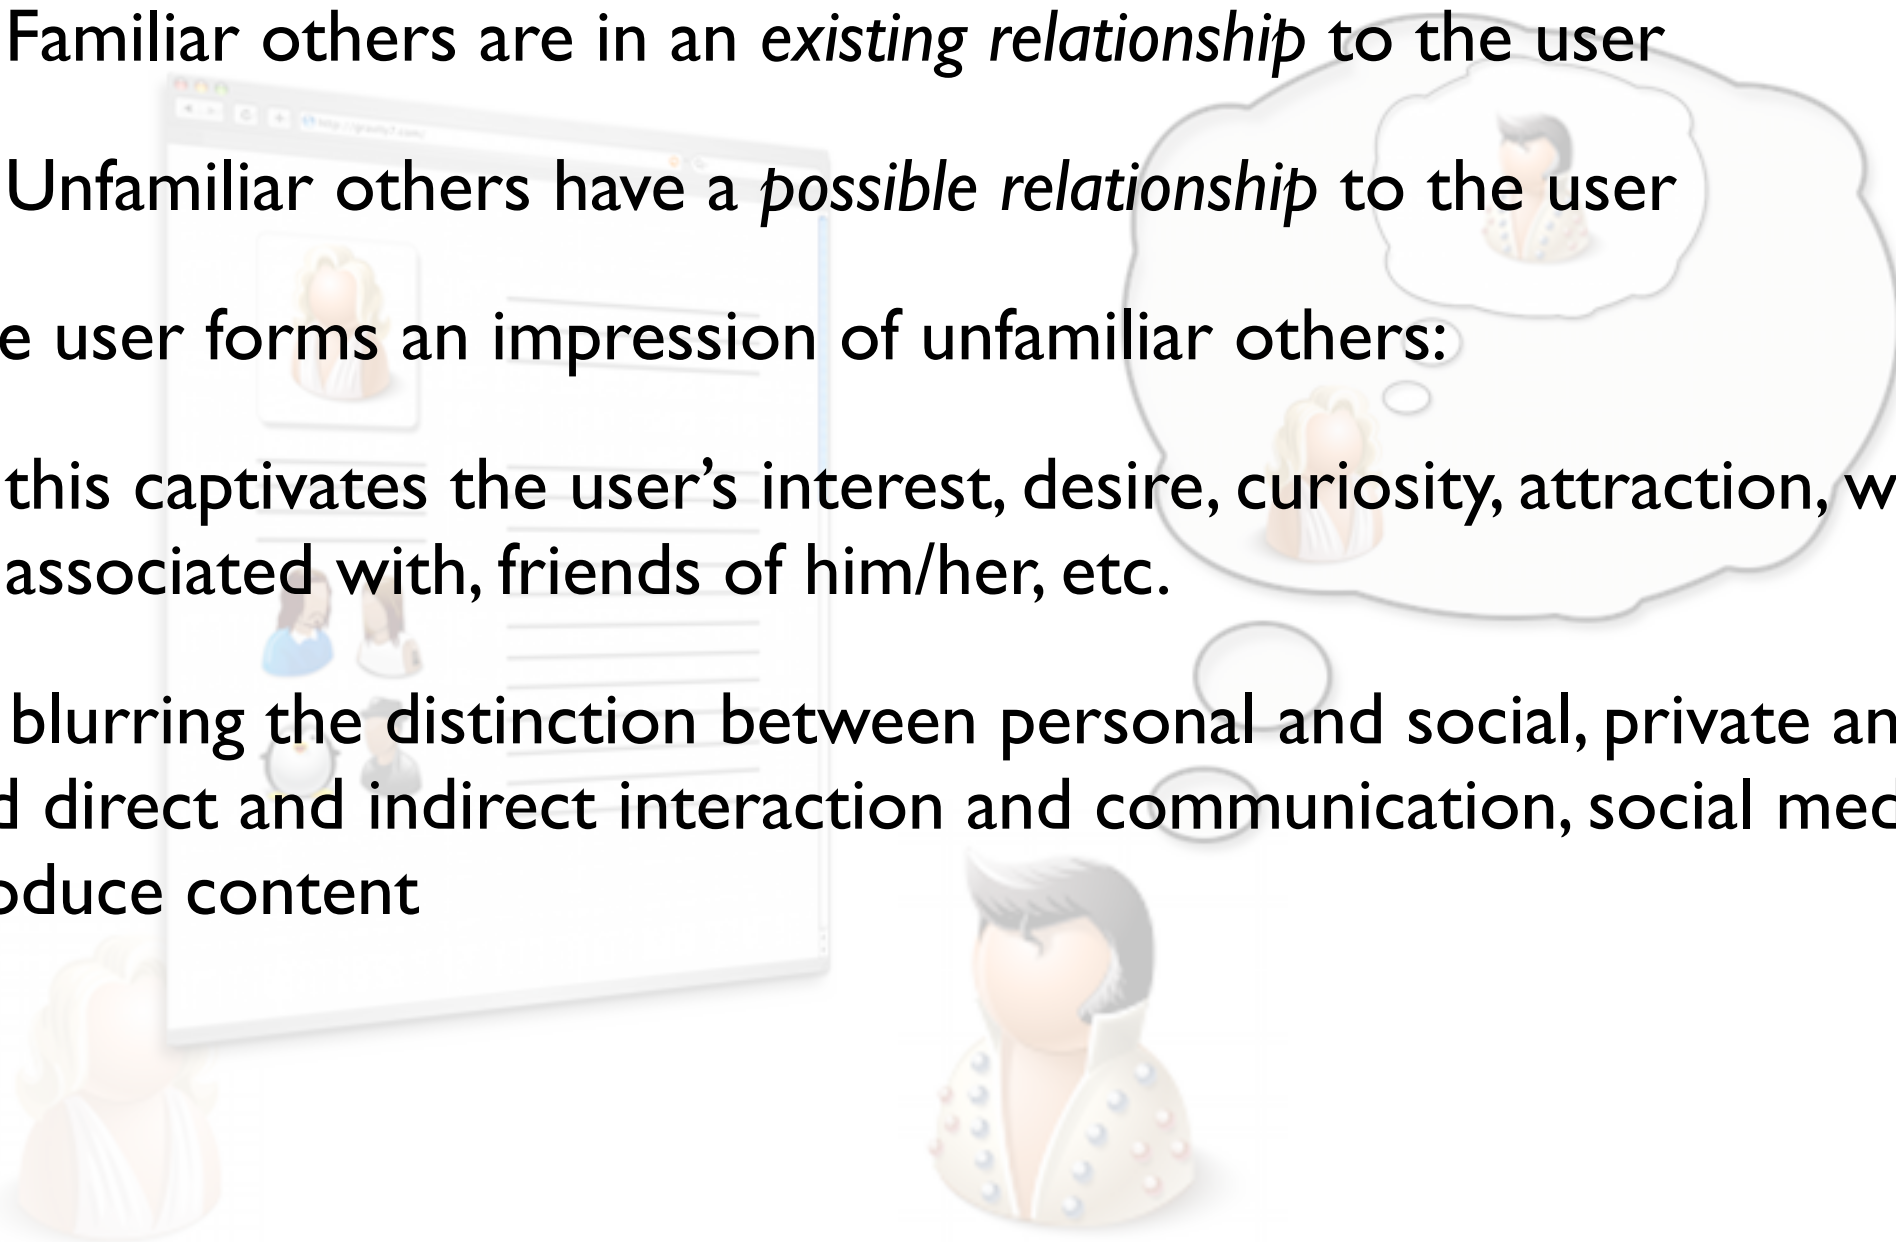 Familiar others are in an existing relationship to the user
Unfamiliar others have a possible relationship to the user
e user forms an impression of unfamiliar others:
this captivates the user’s interest, desire, curiosity, attraction, w
associated with, friends of him/her, etc.
blurring the distinction between personal and social, private an
d direct and indirect interaction and communication, social med
oduce content